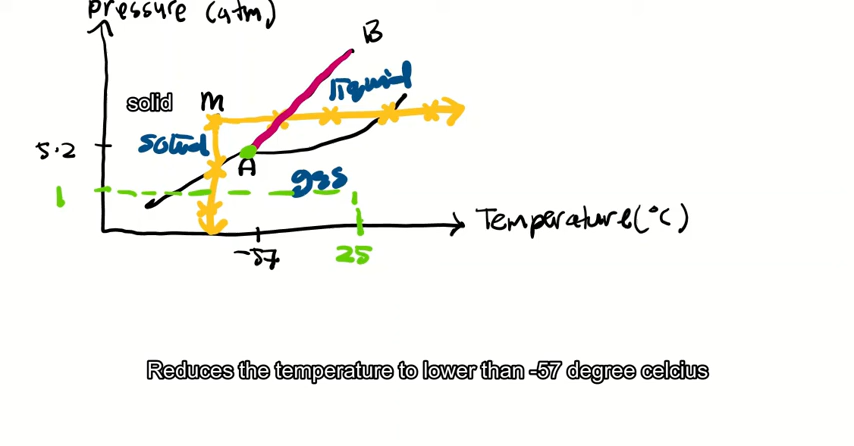 pressure (atm)
B
liquid
solid
M
solid
5.2
A
gas
1
Temperature (°C)
-57
25
Reduces the temperature to lower than -57 degree celcius